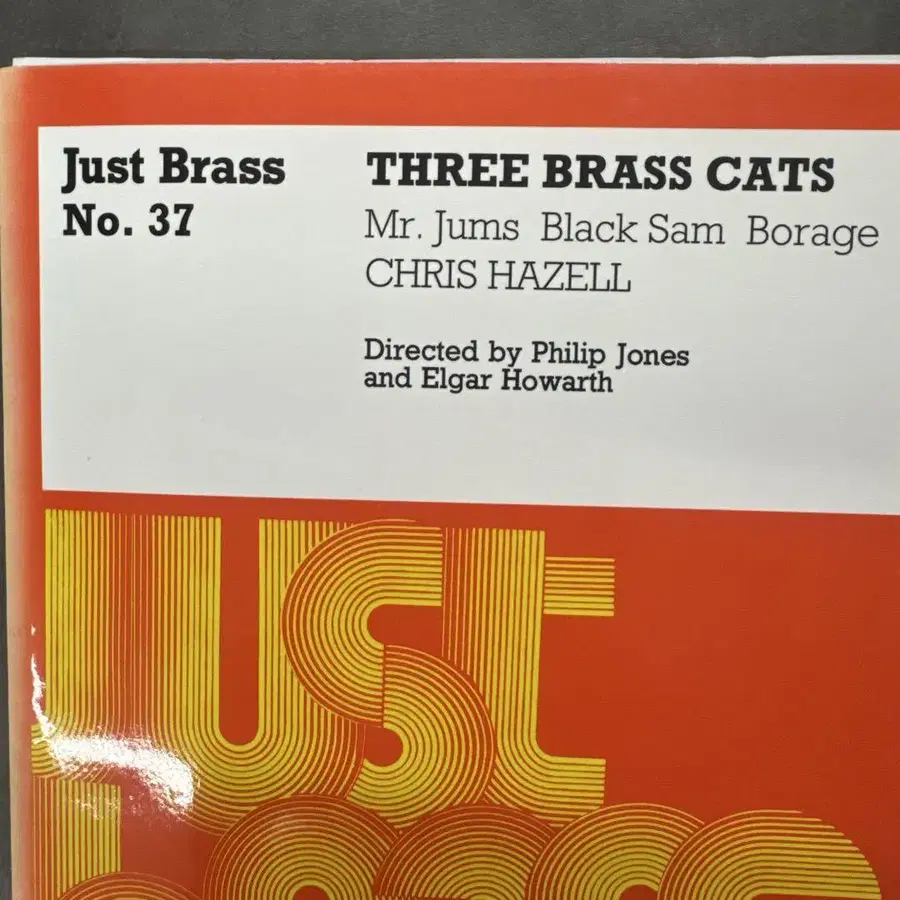 Just Brass
No. 37
THREE BRASS CATS
Mr. Jums Black Sam Borage
CHRIS HAZELL
Directed by Philip Jones
and Elgar Howarth
JUST